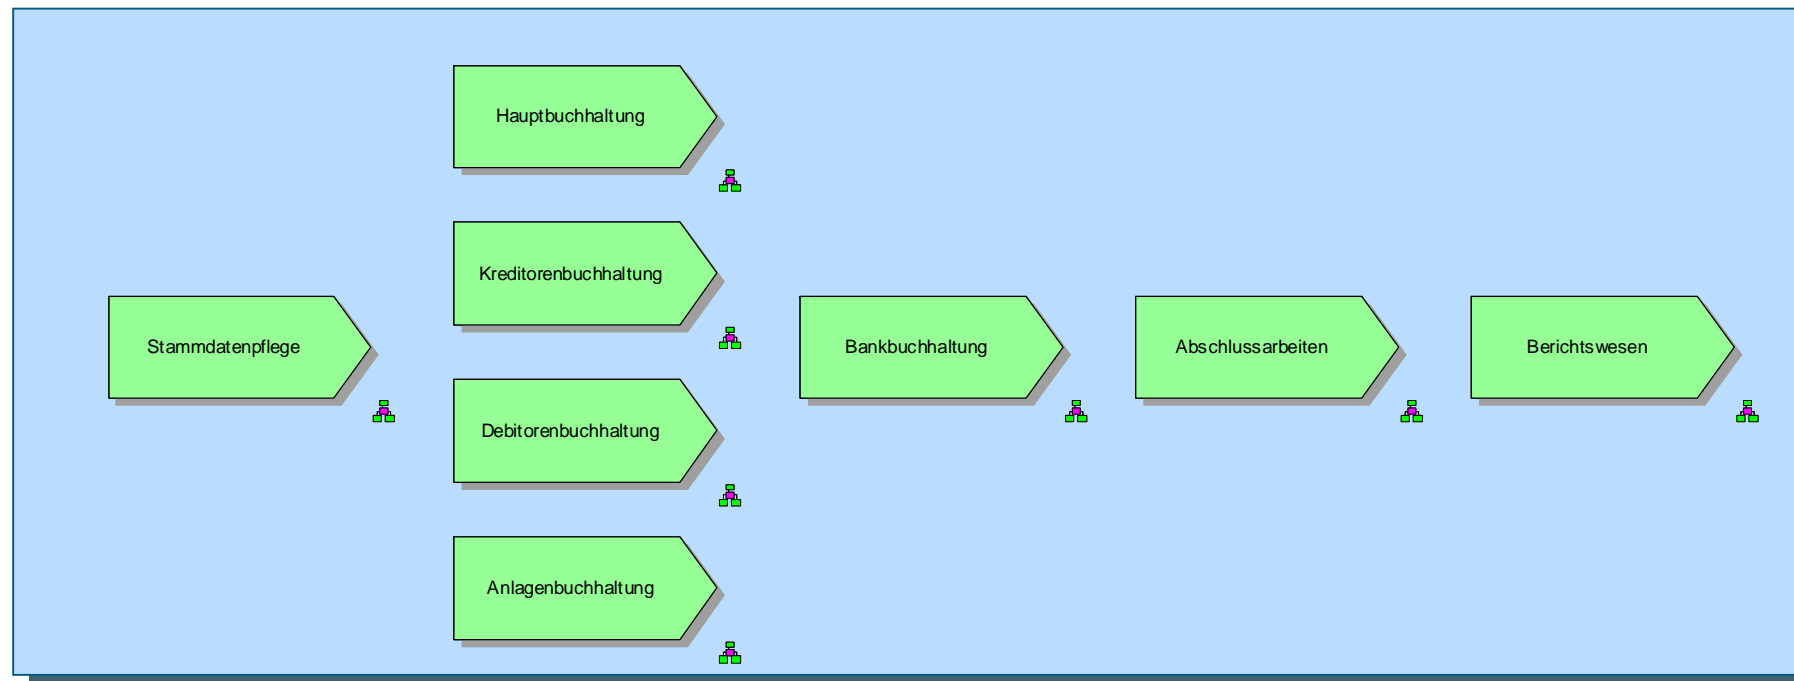 Stammdatenpflege
Hauptbuchhaltung
Kreditorenbuchhaltung
Debitorenbuchhaltung
Anlagenbuchhaltung
Bankbuchhaltung
Abschlussarbeiten
Berichtswesen